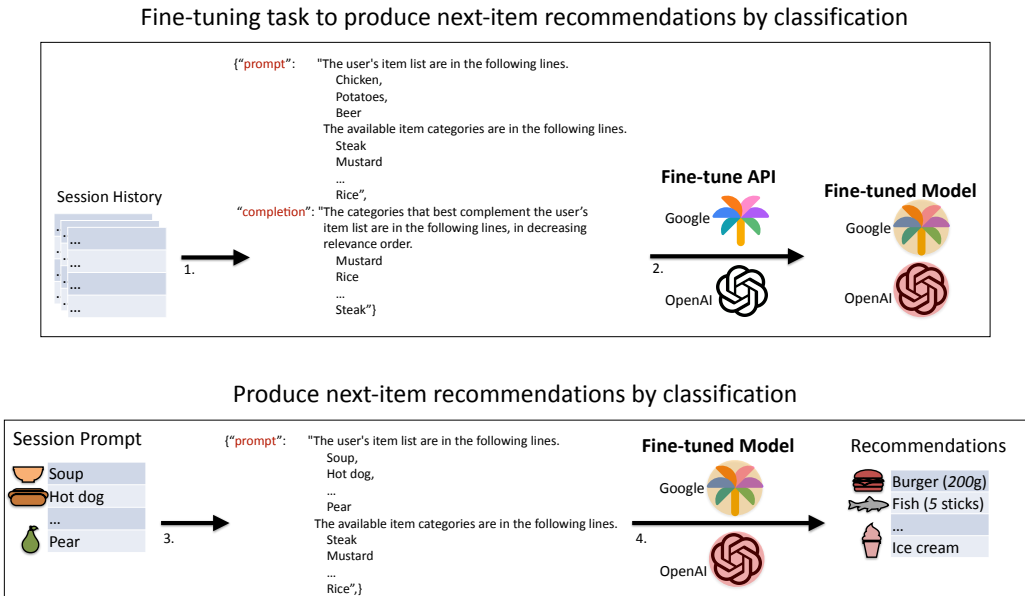 Fine-tuning task to produce next-item recommendations by classification
{“prompt”: "The user's item list are in the following lines.
Chicken,
Potatoes,
Beer
The available item categories are in the following lines.
Steak
Mustard
...
Rice”,
“completion”: "The categories that best complement the user’s
item list are in the following lines, in decreasing
relevance order.
Mustard
Rice
...
Steak”}
Session History
...
...
...
...
1.
Fine-tune API
Google
2.
OpenAI
Fine-tuned Model
Google
OpenAI
Produce next-item recommendations by classification
Session Prompt
Soup
Hot dog
...
Pear
3.
{“prompt”: "The user's item list are in the following lines.
Soup,
Hot dog,
...
Pear
The available item categories are in the following lines.
Steak
Mustard
...
Rice”,}
Fine-tuned Model
Google
4.
OpenAI
Recommendations
Burger (200g)
Fish (5 sticks)
...
Ice cream